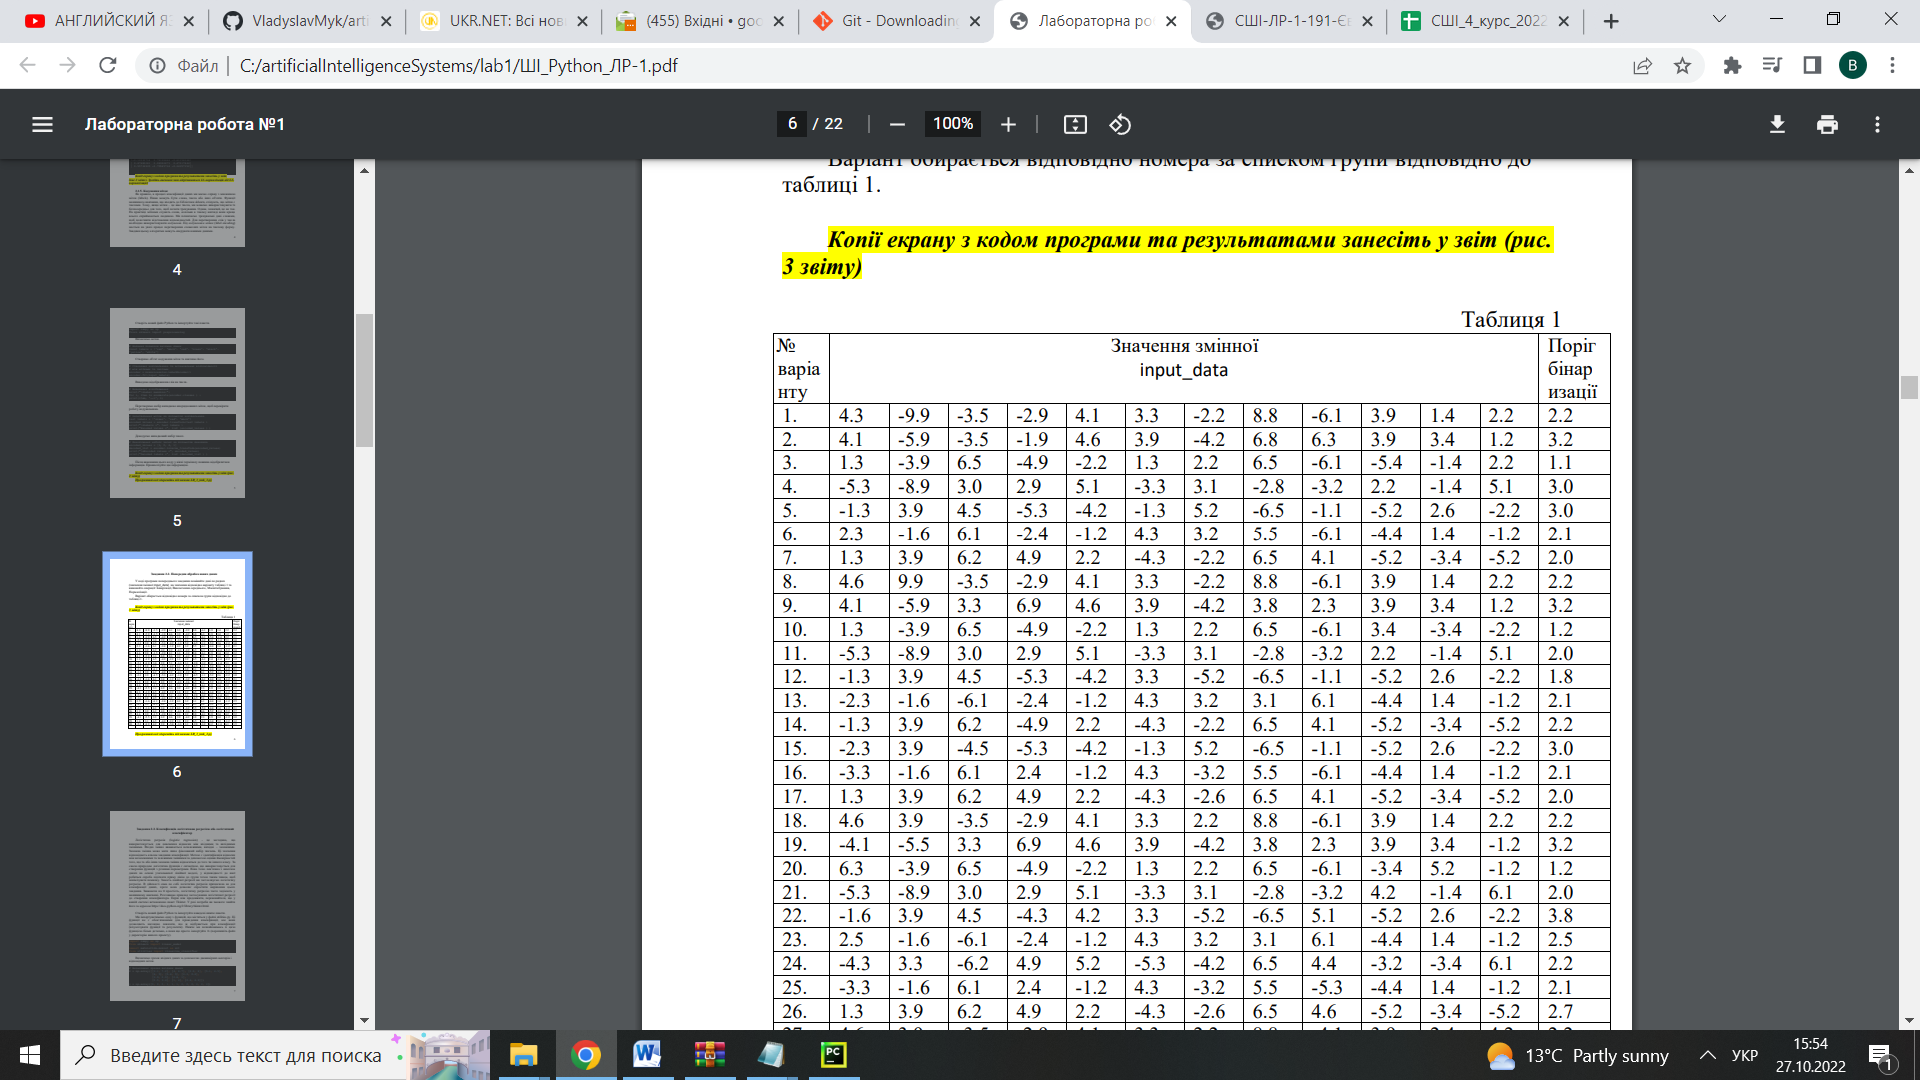 АНГЛИЙСКИЙ ЯЗ
VladyslavMyk/arti
UKR.NET: Всі нов
(455) Вхідні • goo
Git - Downloading
Лабораторна ро
СШІ-ЛР-1-191-Єв
СШІ_4_курс_2022
Файл
C:/artificialIntelligenceSystems/lab1/ШІ_Python_ЛР-1.pdf
B
Лабораторна робота №1
6 / 22
100%
4
5
6
7
Варіант обирається відповідно номера за списком групи відповідно до
таблиці 1.
Копії екрану з кодом програми та результатами занесіть у звіт (рис.
3 звіту)
Таблиця 1
№ варіа нту Значення змінної input_data Поріг бінар изації
1. 4.3 -9.9 -3.5 -2.9 4.1 3.3 -2.2 8.8 -6.1 3.9 1.4 2.2 2.2
2. 4.1 -5.9 -3.5 -1.9 4.6 3.9 -4.2 6.8 6.3 3.9 3.4 1.2 3.2
3. 1.3 -3.9 6.5 -4.9 -2.2 1.3 2.2 6.5 -6.1 -5.4 -1.4 2.2 1.1
4. -5.3 -8.9 3.0 2.9 5.1 -3.3 3.1 -2.8 -3.2 2.2 -1.4 5.1 3.0
5. -1.3 3.9 4.5 -5.3 -4.2 -1.3 5.2 -6.5 -1.1 -5.2 2.6 -2.2 3.0
6. 2.3 -1.6 6.1 -2.4 -1.2 4.3 3.2 5.5 -6.1 -4.4 1.4 -1.2 2.1
7. 1.3 3.9 6.2 4.9 2.2 -4.3 -2.2 6.5 4.1 -5.2 -3.4 -5.2 2.0
8. 4.6 9.9 -3.5 -2.9 4.1 3.3 -2.2 8.8 -6.1 3.9 1.4 2.2 2.2
9. 4.1 -5.9 3.3 6.9 4.6 3.9 -4.2 3.8 2.3 3.9 3.4 1.2 3.2
10. 1.3 -3.9 6.5 -4.9 -2.2 1.3 2.2 6.5 -6.1 3.4 -3.4 -2.2 1.2
11. -5.3 -8.9 3.0 2.9 5.1 -3.3 3.1 -2.8 -3.2 2.2 -1.4 5.1 2.0
12. -1.3 3.9 4.5 -5.3 -4.2 3.3 -5.2 -6.5 -1.1 -5.2 2.6 -2.2 1.8
13. -2.3 -1.6 -6.1 -2.4 -1.2 4.3 3.2 3.1 6.1 -4.4 1.4 -1.2 2.1
14. -1.3 3.9 6.2 -4.9 2.2 -4.3 -2.2 6.5 4.1 -5.2 -3.4 -5.2 2.2
15. -2.3 3.9 -4.5 -5.3 -4.2 -1.3 5.2 -6.5 -1.1 -5.2 2.6 -2.2 3.0
16. -3.3 -1.6 6.1 2.4 -1.2 4.3 -3.2 5.5 -6.1 -4.4 1.4 -1.2 2.1
17. 1.3 3.9 6.2 4.9 2.2 -4.3 -2.6 6.5 4.1 -5.2 -3.4 -5.2 2.0
18. 4.6 3.9 -3.5 -2.9 4.1 3.3 2.2 8.8 -6.1 3.9 1.4 2.2 2.2
19. -4.1 -5.5 3.3 6.9 4.6 3.9 -4.2 3.8 2.3 3.9 3.4 -1.2 3.2
20. 6.3 -3.9 6.5 -4.9 -2.2 1.3 2.2 6.5 -6.1 -3.4 5.2 -1.2 1.2
21. -5.3 -8.9 3.0 2.9 5.1 -3.3 3.1 -2.8 -3.2 4.2 -1.4 6.1 2.0
22. -1.6 3.9 4.5 -4.3 4.2 3.3 -5.2 -6.5 5.1 -5.2 2.6 -2.2 3.8
23. 2.5 -1.6 -6.1 -2.4 -1.2 4.3 3.2 3.1 6.1 -4.4 1.4 -1.2 2.5
24. -4.3 3.3 -6.2 4.9 5.2 -5.3 -4.2 6.5 4.4 -3.2 -3.4 6.1 2.2
25. -3.3 -1.6 6.1 2.4 -1.2 4.3 -3.2 5.5 -5.3 -4.4 1.4 -1.2 2.1
26. 1.3 3.9 6.2 4.9 2.2 -4.3 -2.6 6.5 4.6 -5.2 -3.4 -5.2 2.7
Введите здесь текст для поиска
13°C Partly sunny
УКР
15:54
27.10.2022
1